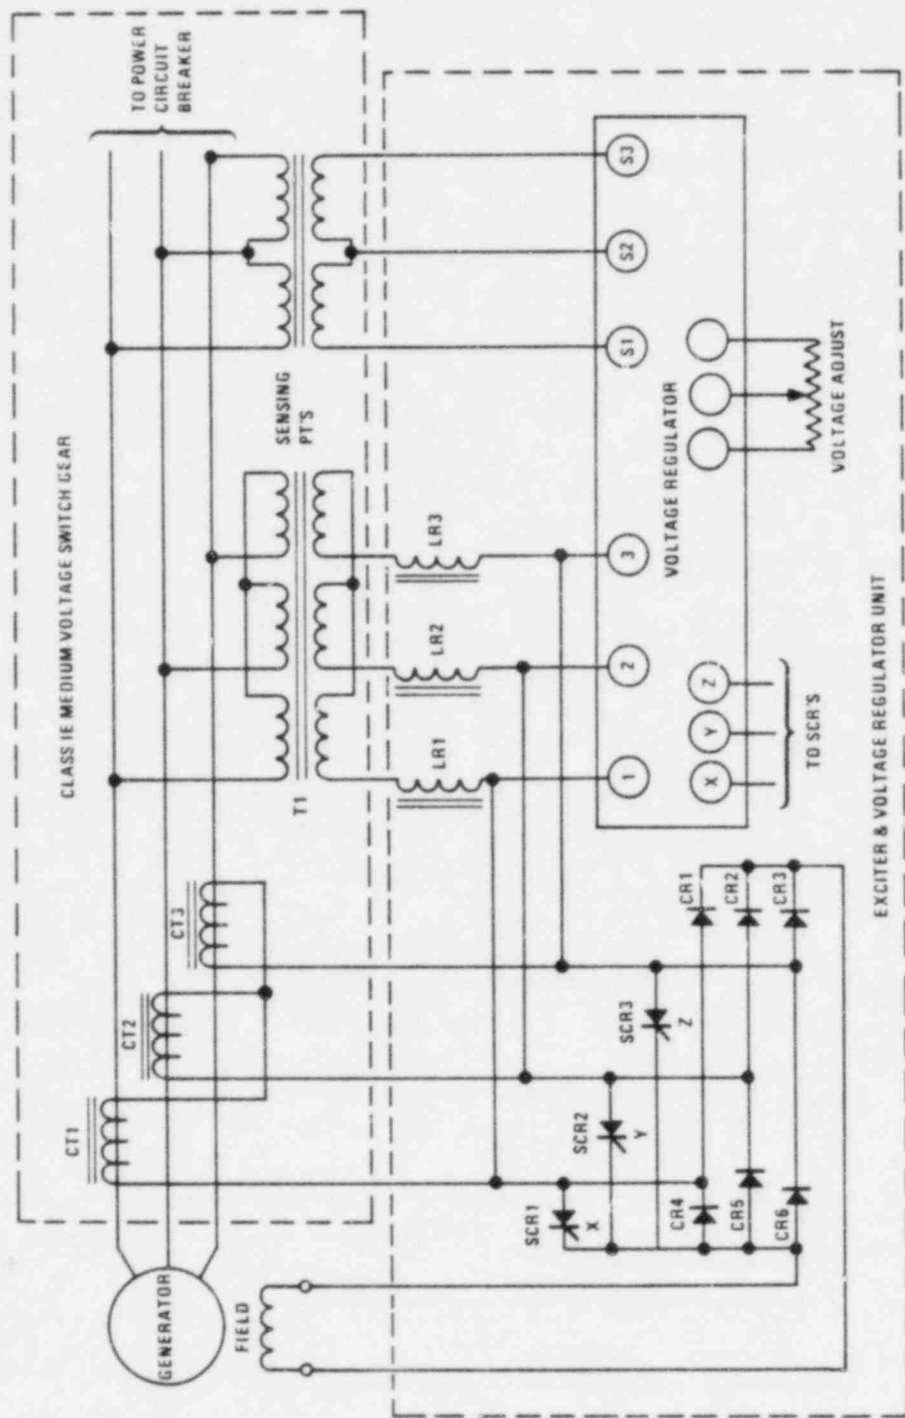 CLASS IE MEDIUM VOLTAGE SWITCH GEAR
TO POWER
CIRCUIT
BREAKER
GENERATOR
FIELD
CT1
CT2
CT3
T1
SENSING
PT'S
LR1
LR2
LR3
SCR1
X
SCR2
Y
SCR3
Z
CR1
CR2
CR3
CR4
CR5
CR6
1
2
3
S1
S2
S3
VOLTAGE REGULATOR
X
Y
Z
TO SCR'S
VOLTAGE ADJUST
EXCITER & VOLTAGE REGULATOR UNIT